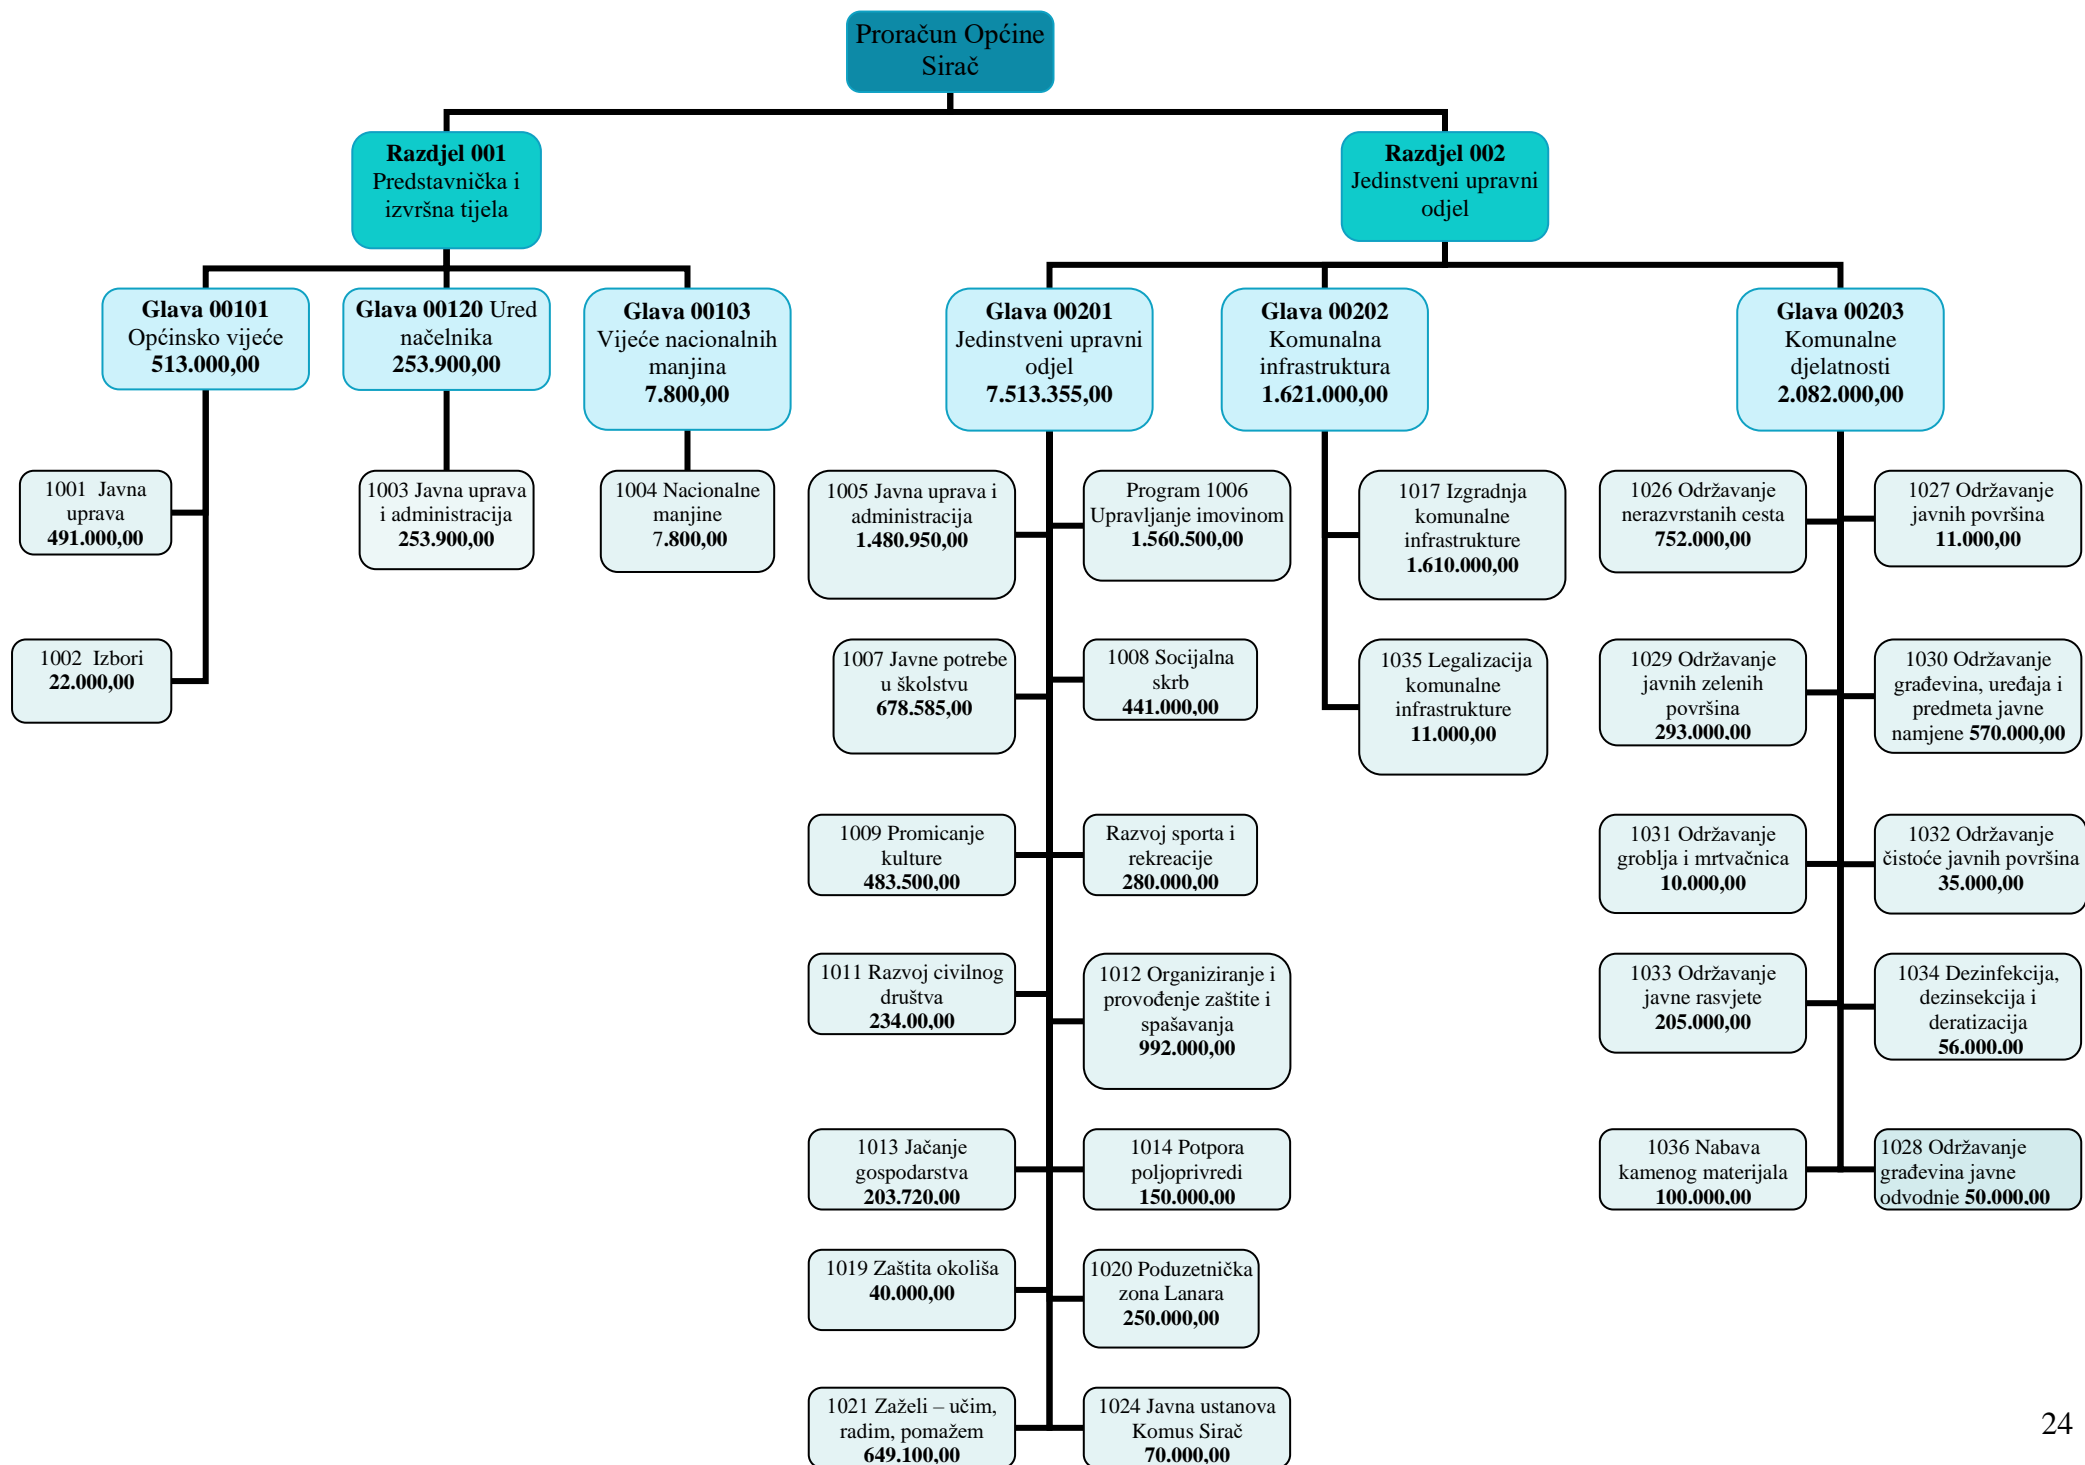 Proračun Općine
Sirač
Razdjel 001
Predstavnička i
izvršna tijela
Razdjel 002
Jedinstveni upravni
odjel
Glava 00101
Općinsko vijeće
513.000,00
Glava 00120 Ured
načelnika
253.900,00
Glava 00103
Vijeće nacionalnih
manjina
7.800,00
Glava 00201
Jedinstveni upravni
odjel
7.513.355,00
Glava 00202
Komunalna
infrastruktura
1.621.000,00
Glava 00203
Komunalne
djelatnosti
2.082.000,00
1001 Javna
uprava
491.000,00
1003 Javna uprava
i administracija
253.900,00
1004 Nacionalne
manjine
7.800,00
1005 Javna uprava i
administracija
1.480.950,00
Program 1006
Upravljanje imovinom
1.560.500,00
1017 Izgradnja
komunalne
infrastrukture
1.610.000,00
1026 Održavanje
nerazvrstanih cesta
752.000,00
1027 Održavanje
javnih površina
11.000,00
1002 Izbori
22.000,00
1007 Javne potrebe
u školstvu
678.585,00
1008 Socijalna
skrb
441.000,00
1035 Legalizacija
komunalne
infrastrukture
11.000,00
1029 Održavanje
javnih zelenih
površina
293.000,00
1030 Održavanje
građevina, uređaja i
predmeta javne
namjene 570.000,00
1009 Promicanje
kulture
483.500,00
Razvoj sporta i
rekreacije
280.000,00
1031 Održavanje
groblja i mrtvačnica
10.000,00
1032 Održavanje
čistoće javnih površina
35.000,00
1011 Razvoj civilnog
društva
234.00,00
1012 Organiziranje i
provođenje zaštite i
spašavanja
992.000,00
1033 Održavanje
javne rasvjete
205.000,00
1034 Dezinfekcija,
dezinsekcija i
deratizacija
56.000,00
1013 Jačanje
gospodarstva
203.720,00
1014 Potpora
poljoprivredi
150.000,00
1036 Nabava
kamenog materijala
100.000,00
1028 Održavanje
građevina javne
odvodnje 50.000,00
1019 Zaštita okoliša
40.000,00
1020 Poduzetnička
zona Lanara
250.000,00
1021 Zaželi – učim,
radim, pomažem
649.100,00
1024 Javna ustanova
Komus Sirač
70.000,00
24